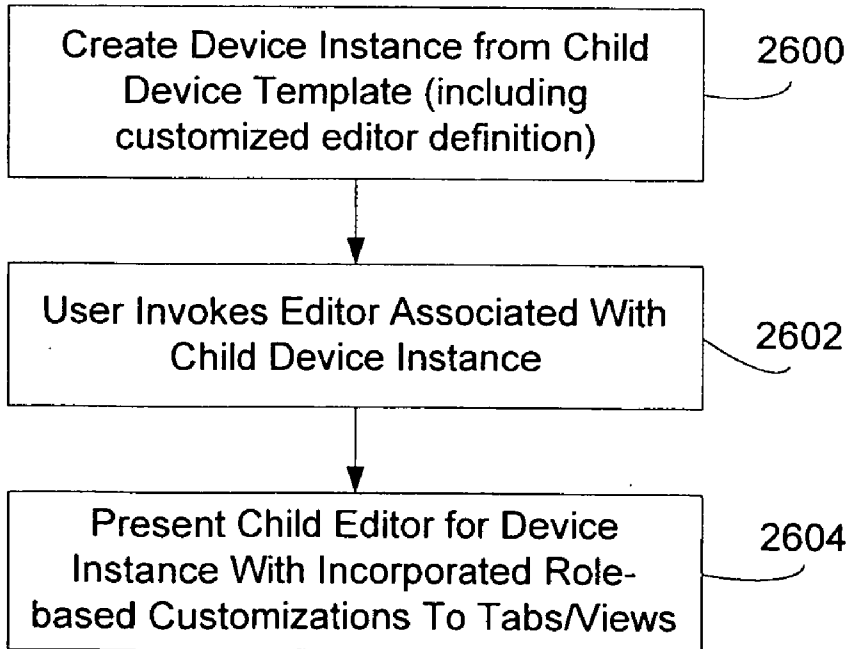 Create Device Instance from Child
Device Template (including
customized editor definition)
2600
User Invokes Editor Associated With
Child Device Instance
2602
Present Child Editor for Device
Instance With Incorporated Role-
based Customizations To Tabs/Views
2604